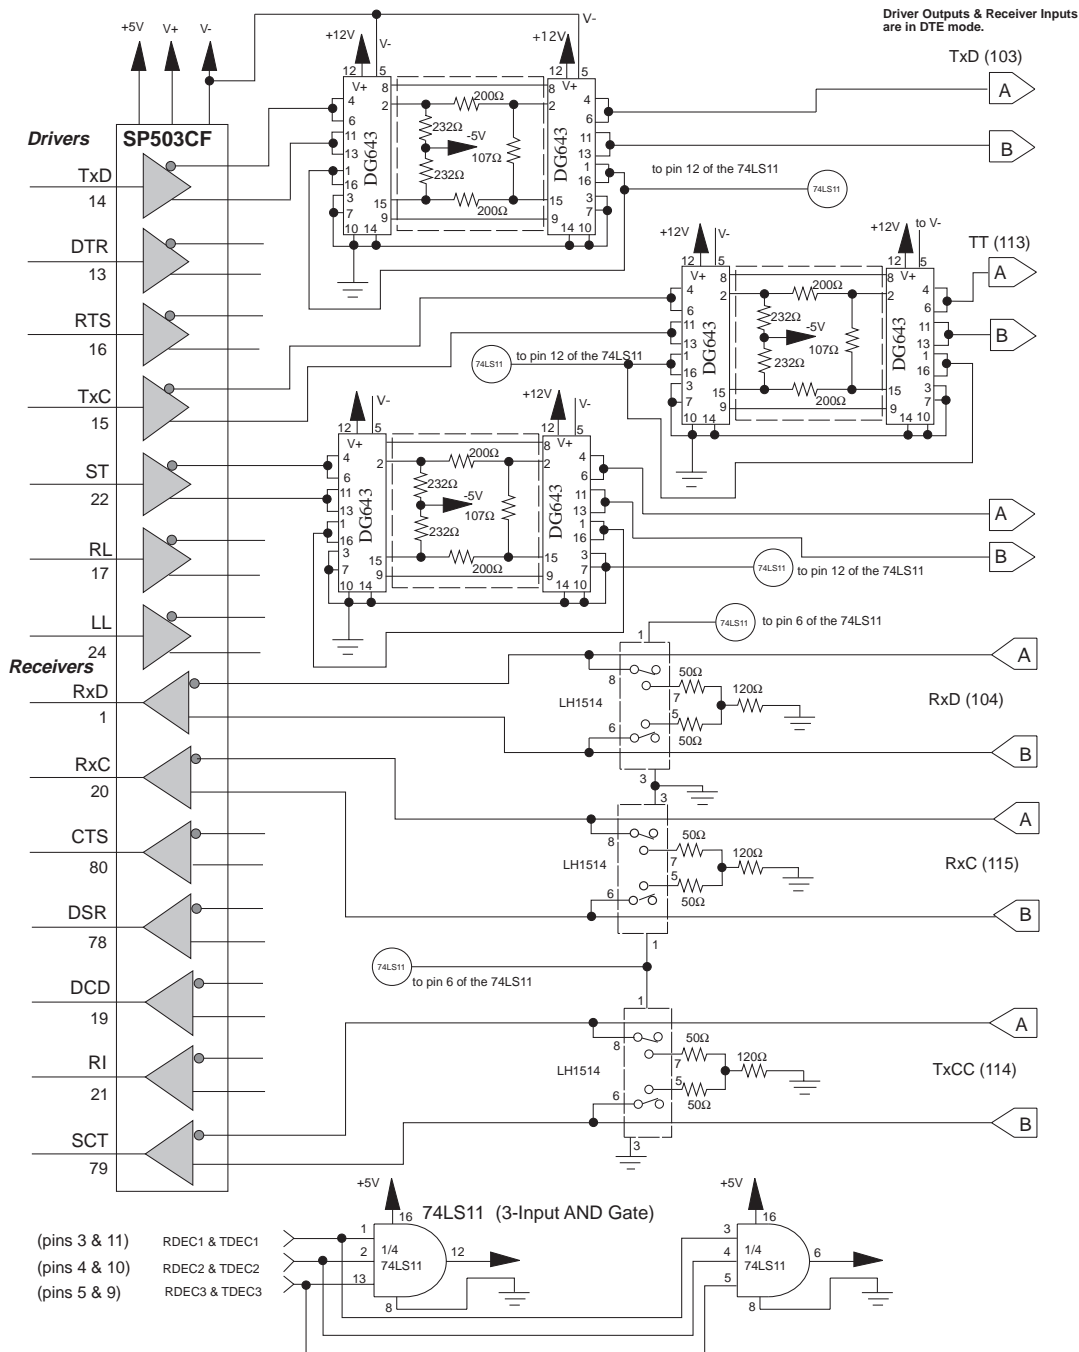 Driver Outputs & Receiver Inputs
are in DTE mode.
+5V V+ V-
Drivers
SP503CF
TxD
14
DTR
13
RTS
16
TxC
15
ST
22
RL
17
LL
24
Receivers
RxD
1
RxC
20
CTS
80
DSR
78
DCD
19
RI
21
SCT
79
V-
+12V V- +12V
12 5 12 5
V+ V+
4
6
11
13
1
16
3
7
10 14
8
2
15
9
DG643
200Ω
232Ω
-5V
107Ω
232Ω
200Ω
8
2
15
9
DG643
4
6
11
13
1
16
3
7
14 10
TxD (103)
A
B
to pin 12 of the 74LS11
74LS11
+12V V- +12V to V-
12 5 12 5
V+ V+
4
6
11
13
1
16
3
7
10 14
8
2
15
9
DG643
200Ω
232Ω
-5V
107Ω
232Ω
200Ω
8
2
15
9
DG643
4
6
11
13
1
16
3
7
14 10
TT (113)
A
B
74LS11
to pin 12 of the 74LS11
+12V V- +12V V-
12 5 12 5
V+ V+
4
6
11
13
1
16
3
7
10 14
8
2
15
9
DG643
200Ω
232Ω
-5V
107Ω
232Ω
200Ω
8
2
15
9
DG643
4
6
11
13
1
16
3
7
14 10
A
B
74LS11
to pin 12 of the 74LS11
74LS11
to pin 6 of the 74LS11
1
8
LH1514
6
3
50Ω
7
120Ω
5
50Ω
A
RxD (104)
B
3
8
LH1514
6
1
50Ω
7
120Ω
5
50Ω
A
RxC (115)
B
74LS11
to pin 6 of the 74LS11
1
8
LH1514
6
3
50Ω
7
120Ω
5
50Ω
A
TxCC (114)
B
74LS11 (3-Input AND Gate)
(pins 3 & 11) RDEC1 & TDEC1
(pins 4 & 10) RDEC2 & TDEC2
(pins 5 & 9) RDEC3 & TDEC3
+5V
16
1
2
13
1/4
74LS11
12
8
+5V
16
3
4
5
1/4
74LS11
6
8